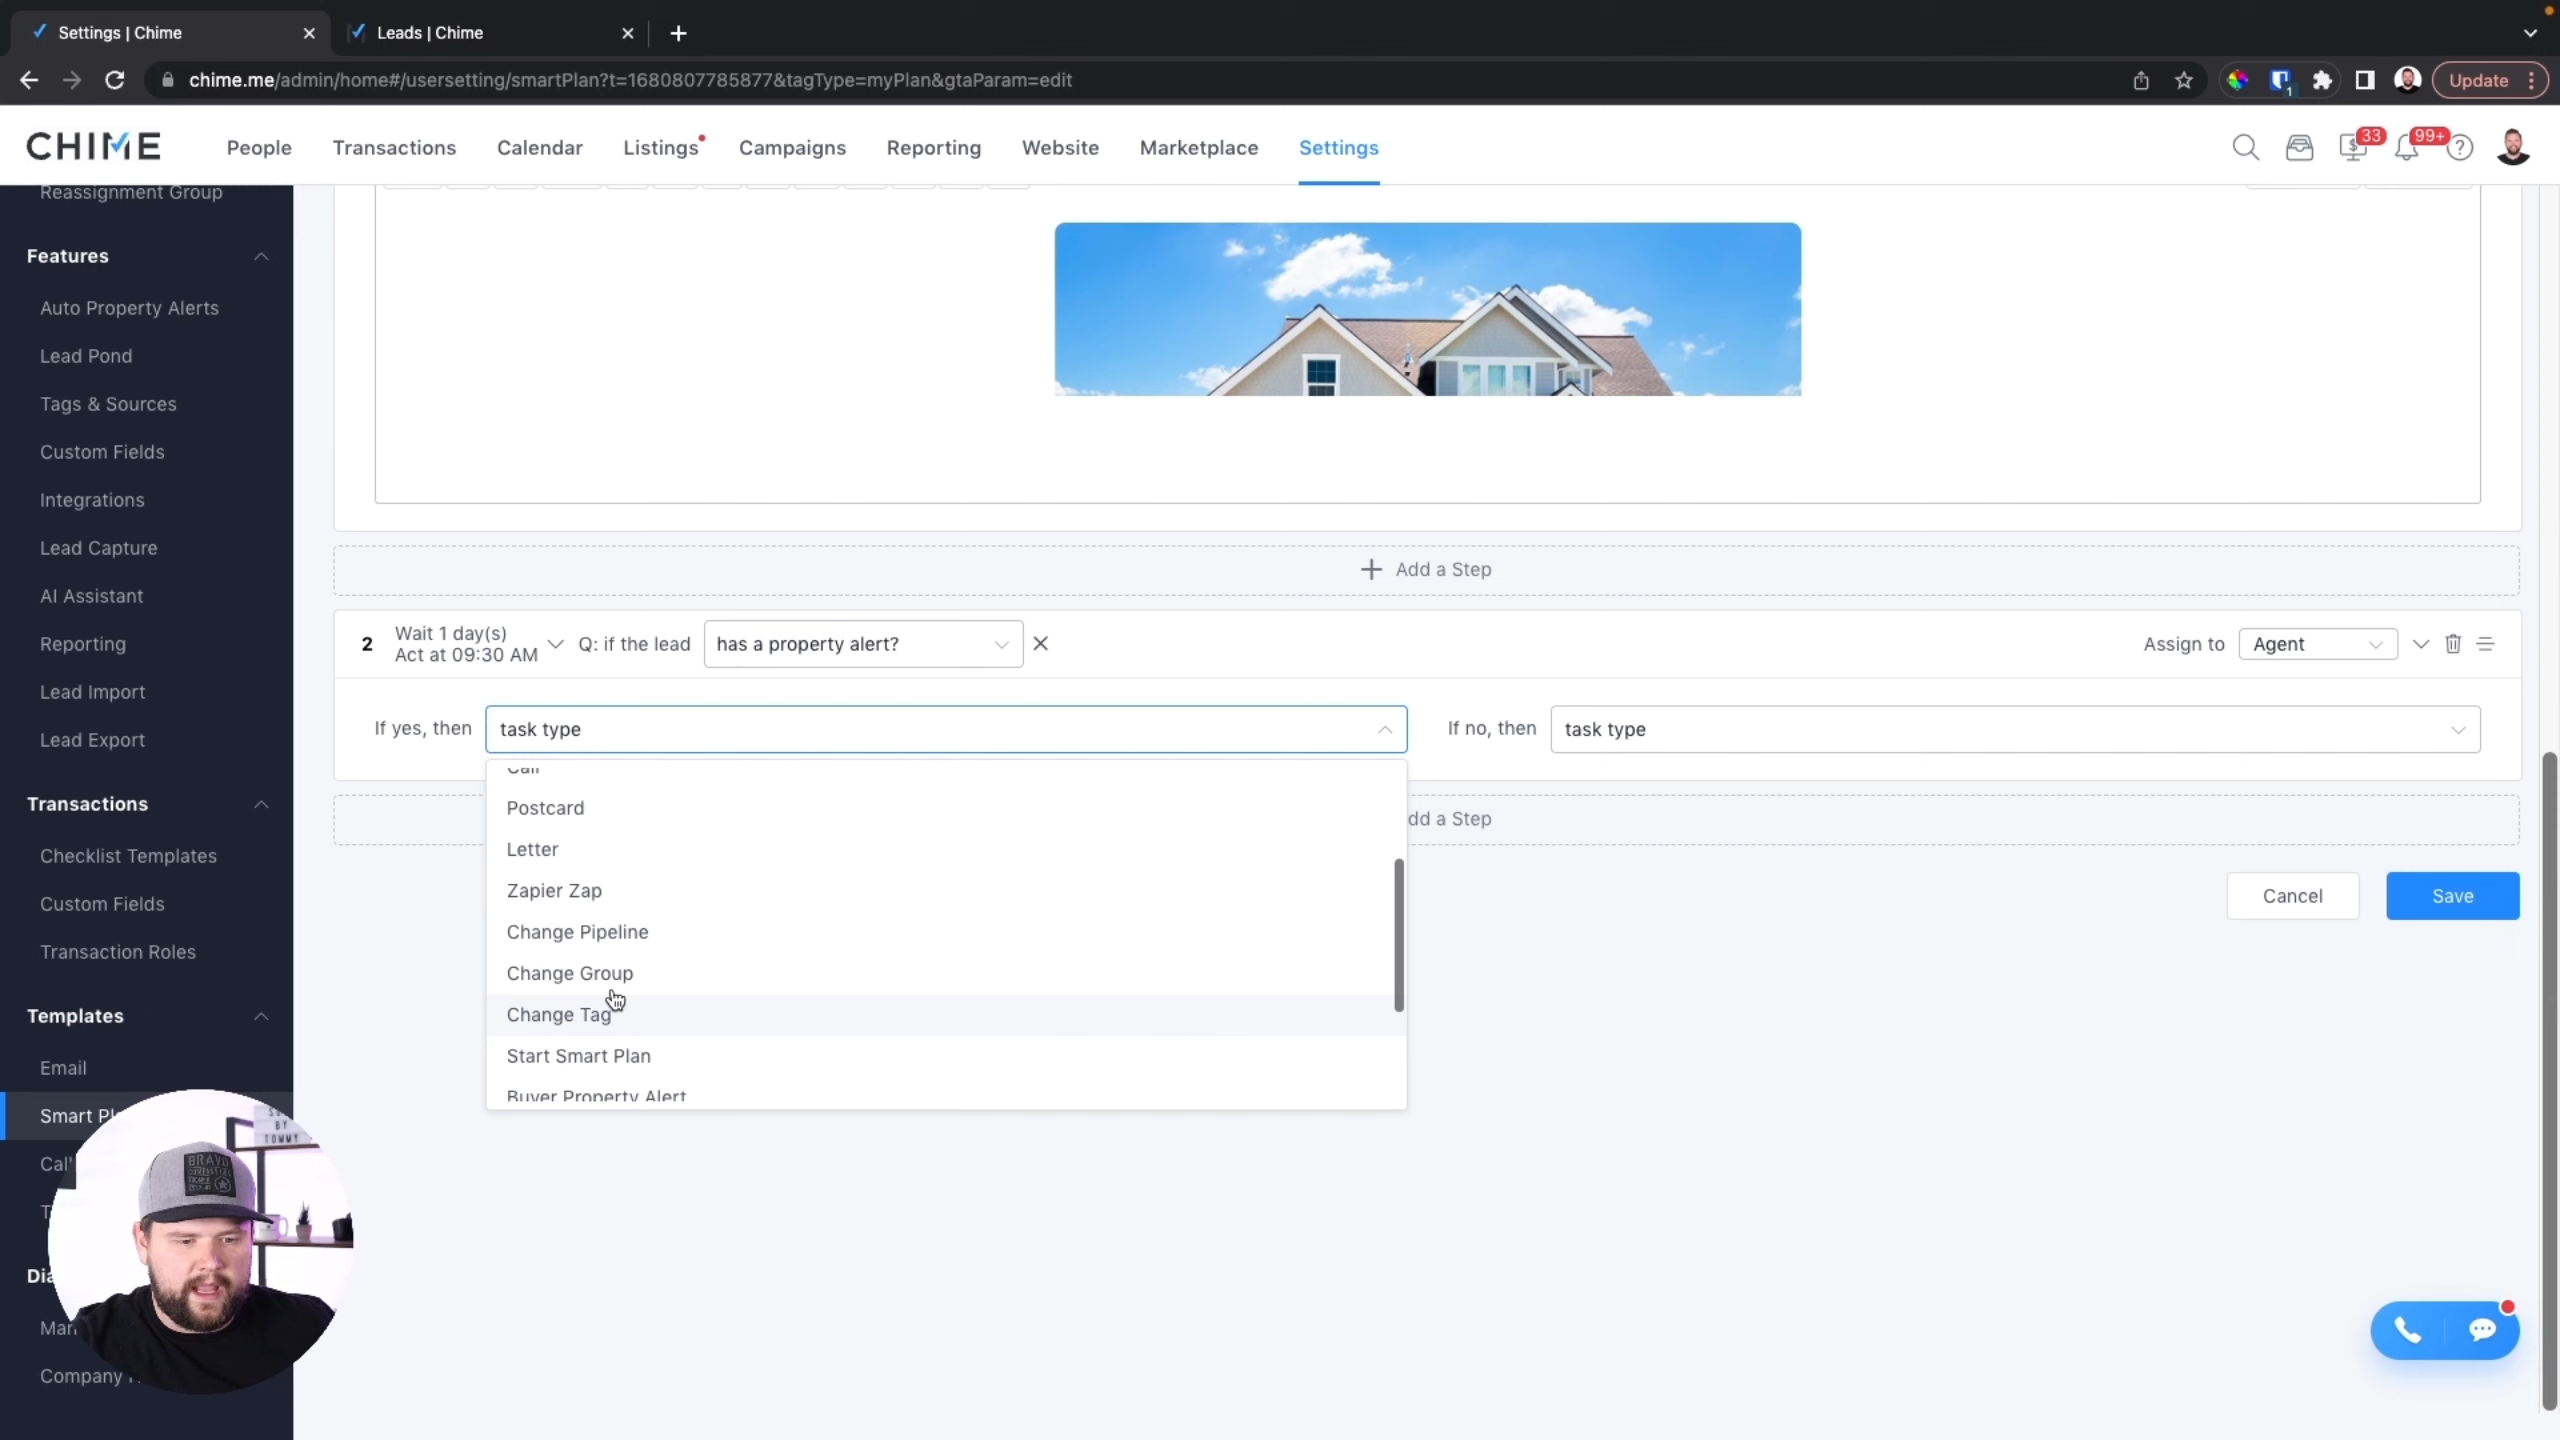 Settings | Chime
Leads | Chime
chime.me/admin/home#/usersetting/smartPlan?t=1680807785877&tagType=myPlan&gtaParam=edit
1
Update
CHIME
People
Transactions
Calendar
Listings
Campaigns
Reporting
Website
Marketplace
Settings
33
99+
Reassignment Group
Features
Auto Property Alerts
Lead Pond
Tags & Sources
Custom Fields
Integrations
Lead Capture
AI Assistant
Reporting
Lead Import
Lead Export
Transactions
Checklist Templates
Custom Fields
Transaction Roles
Templates
Email
Smart Pl
Company
Add a Step
2
Wait 1 day(s)
Act at 09:30 AM
Q: if the lead
has a property alert?
Assign to
Agent
If yes, then
task type
If no, then
task type
Call
Postcard
Letter
Zapier Zap
Change Pipeline
Change Group
Change Tag
Start Smart Plan
Buyer Property Alert
dd a Step
Cancel
Save
BY
TOMMY
BRAVO